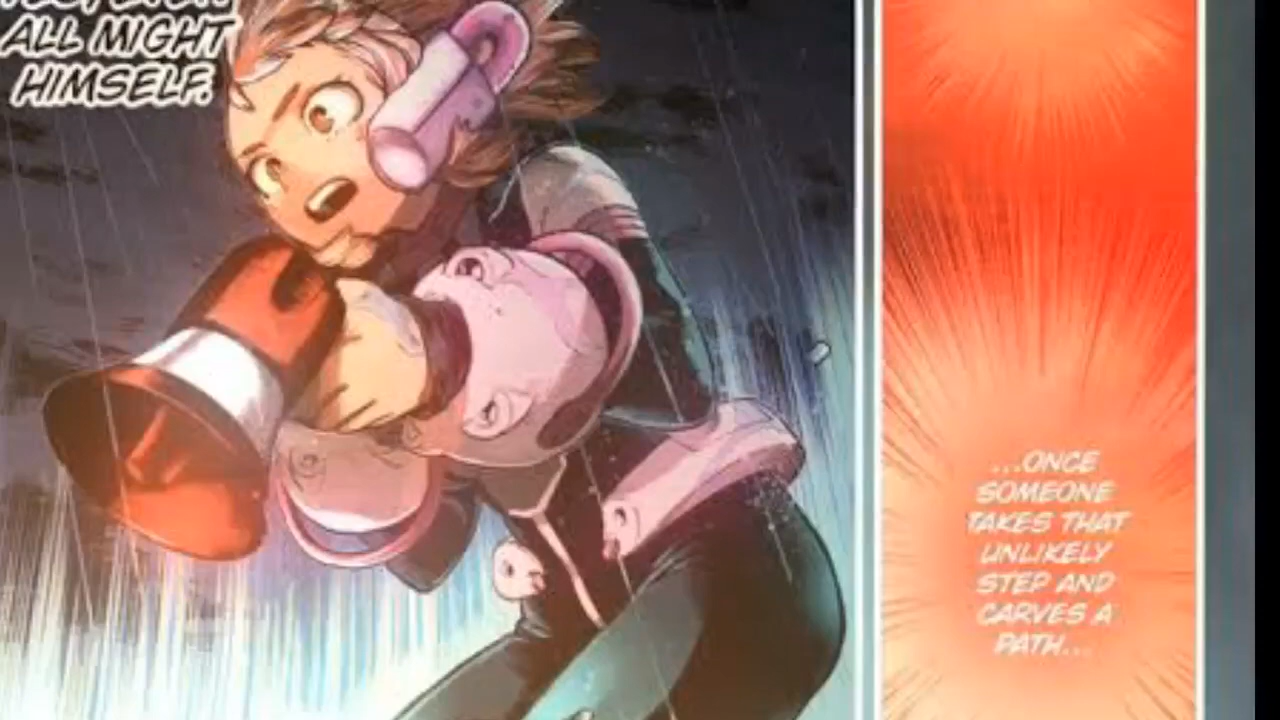 ALL MIGHT
HIMSELF.
...ONCE
SOMEONE
TAKES THAT
UNLIKELY
STEP AND
CARVES A
PATH...